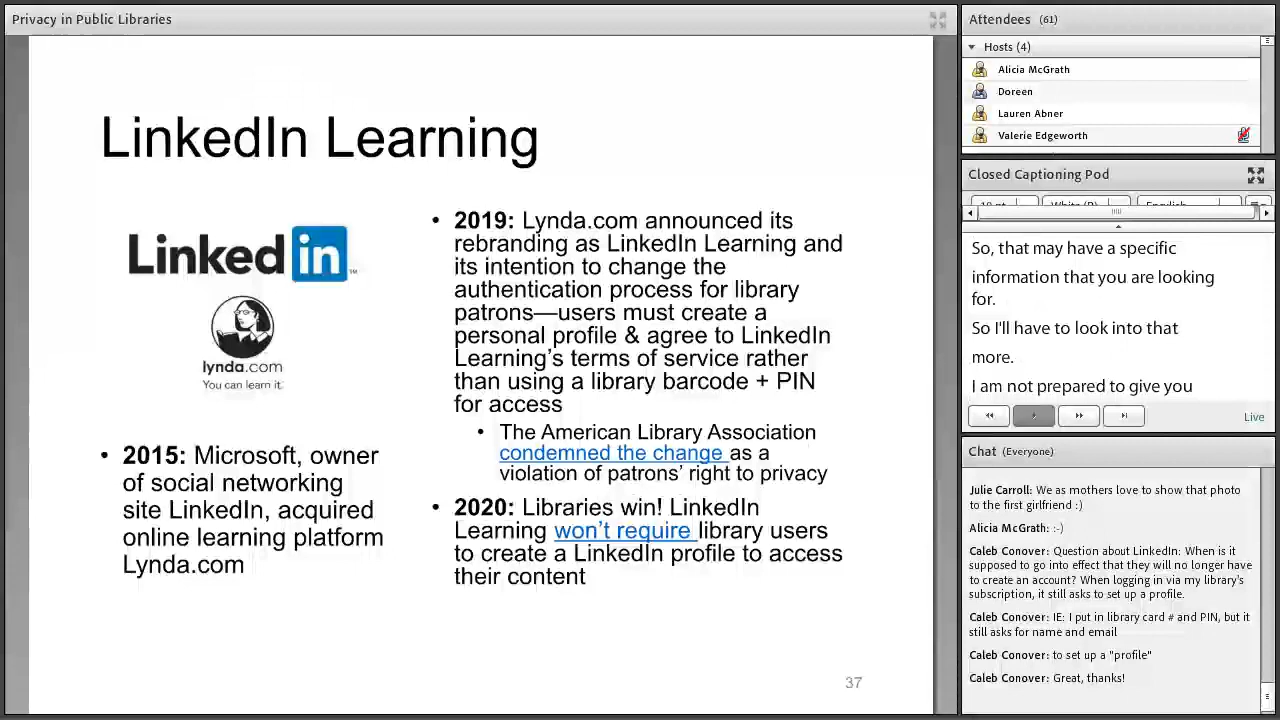 Privacy in Public Libraries
LinkedIn Learning
Linked in ™
lynda.com
You can learn it.
• 2015: Microsoft, owner
of social networking
site LinkedIn, acquired
online learning platform
Lynda.com
• 2019: Lynda.com announced its
rebranding as LinkedIn Learning and
its intention to change the
authentication process for library
patrons—users must create a
personal profile & agree to LinkedIn
Learning’s terms of service rather
than using a library barcode + PIN
for access
• The American Library Association
condemned the change as a
violation of patrons’ right to privacy
• 2020: Libraries win! LinkedIn
Learning won’t require library users
to create a LinkedIn profile to access
their content
37
Attendees (61)
Hosts (4)
Alicia McGrath
Doreen
Lauren Abner
Valerie Edgeworth
Closed Captioning Pod
So, that may have a specific
information that you are looking
for.
So I'll have to look into that
more.
I am not prepared to give you
Live
Chat (Everyone)
Julie Carroll: We as mothers love to show that photo
to the first girlfriend :)
Alicia McGrath: :-)
Caleb Conover: Question about LinkedIn: When is it
supposed to go into effect that they will no longer have
to create an account? When logging in via my library's
subscription, it still asks to set up a profile.
Caleb Conover: IE: I put in library card # and PIN, but it
still asks for name and email
Caleb Conover: to set up a "profile"
Caleb Conover: Great, thanks!